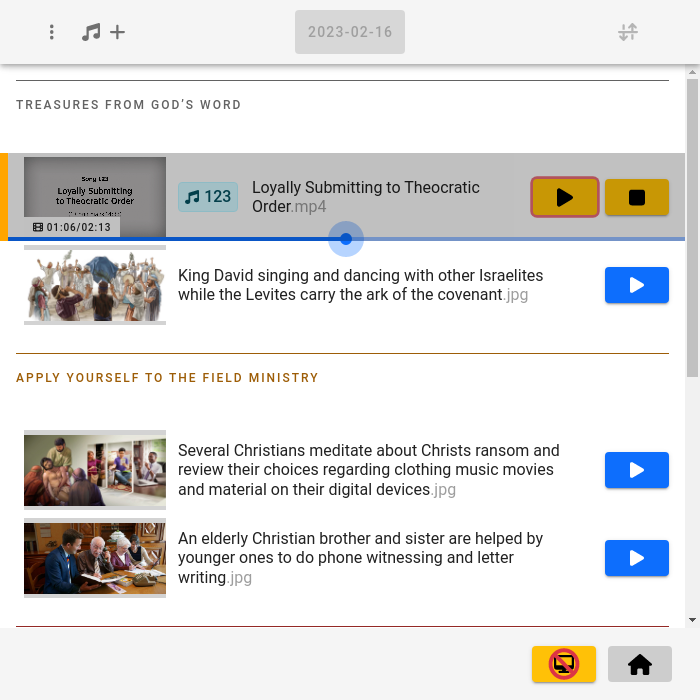 2023-02-16
TREASURES FROM GOD'S WORD
Song 123
Loyally Submitting
to Theocratic Order
01:06/02:13
123
Loyally Submitting to Theocratic
Order.mp4
King David singing and dancing with other Israelites
while the Levites carry the ark of the covenant.jpg
APPLY YOURSELF TO THE FIELD MINISTRY
Several Christians meditate about Christs ransom and
review their choices regarding clothing music movies
and material on their digital devices.jpg
An elderly Christian brother and sister are helped by
younger ones to do phone witnessing and letter
writing.jpg